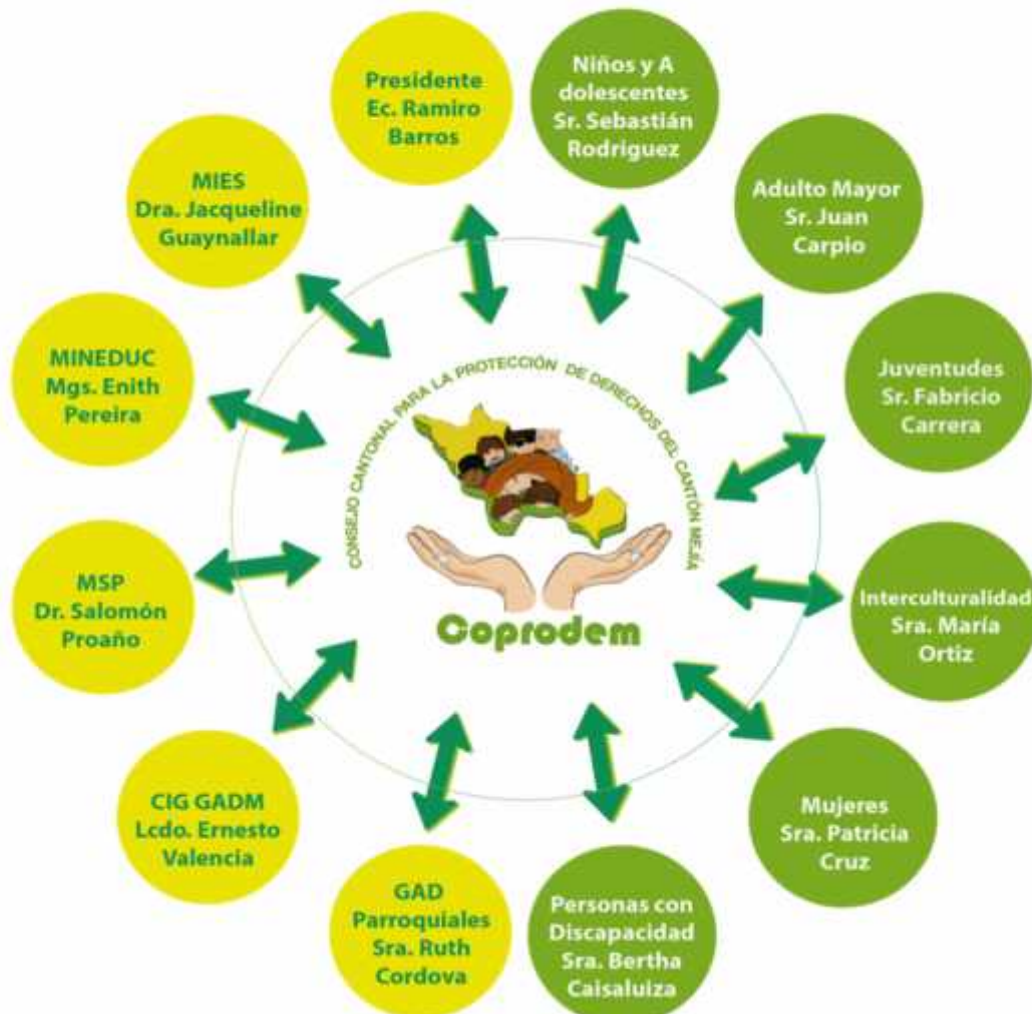 Presidente
Ec. Ramiro
Barros
Niños y A
dolescentes
Sr. Sebastián
Rodriguez
Adulto Mayor
Sr. Juan
Carpio
Juventudes
Sr. Fabricio
Carrera
Interculturalidad
Sra. María
Ortiz
Mujeres
Sra. Patricia
Cruz
Personas con
Discapacidad
Sra. Bertha
Caisaluiza
GAD
Parroquiales
Sra. Ruth
Cordova
CIG GADM
Lcdo. Ernesto
Valencia
MSP
Dr. Salomón
Proaño
MINEDUC
Mgs. Enith
Pereira
MIES
Dra. Jacqueline
Guaynallar
CONSEJO CANTONAL PARA LA PROTECCIÓN DE DERECHOS DEL CANTÓN MEJÍA
Coprodem